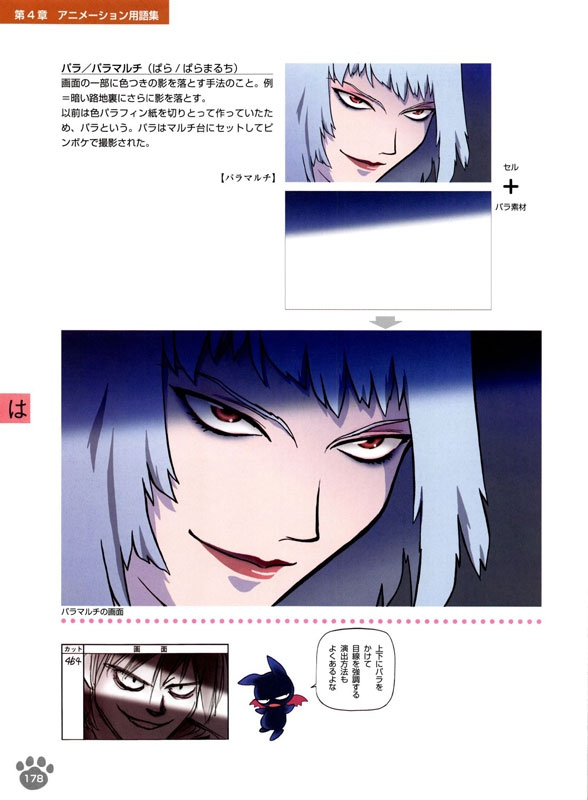 第4章 アニメーション用語集
パラ／パラマルチ（ぱら / ぱらまるち）
画面の一部に色つきの影を落とす手法のこと。例
＝暗い路地裏にさらに影を落とす。
以前は色パラフィン紙を切りとって作っていたた
め、パラという。パラはマルチ台にセットしてピ
ンボケで撮影された。
【パラマルチ】
セル
+
パラ素材
は
パラマルチの画面
カット
画面
464
上下にパラを
かけて
目線を強調する
演出方法も
よくあるよな
178